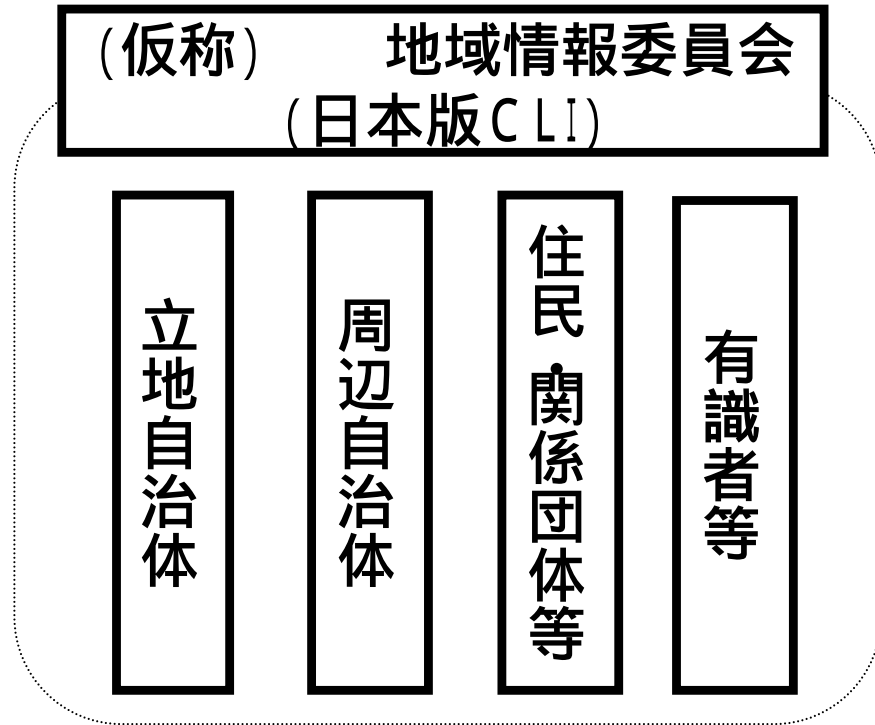 (仮称)　　地域情報委員会
(日本版CLI)
立地自治体
周辺自治体
住民・関係団体等
有識者等